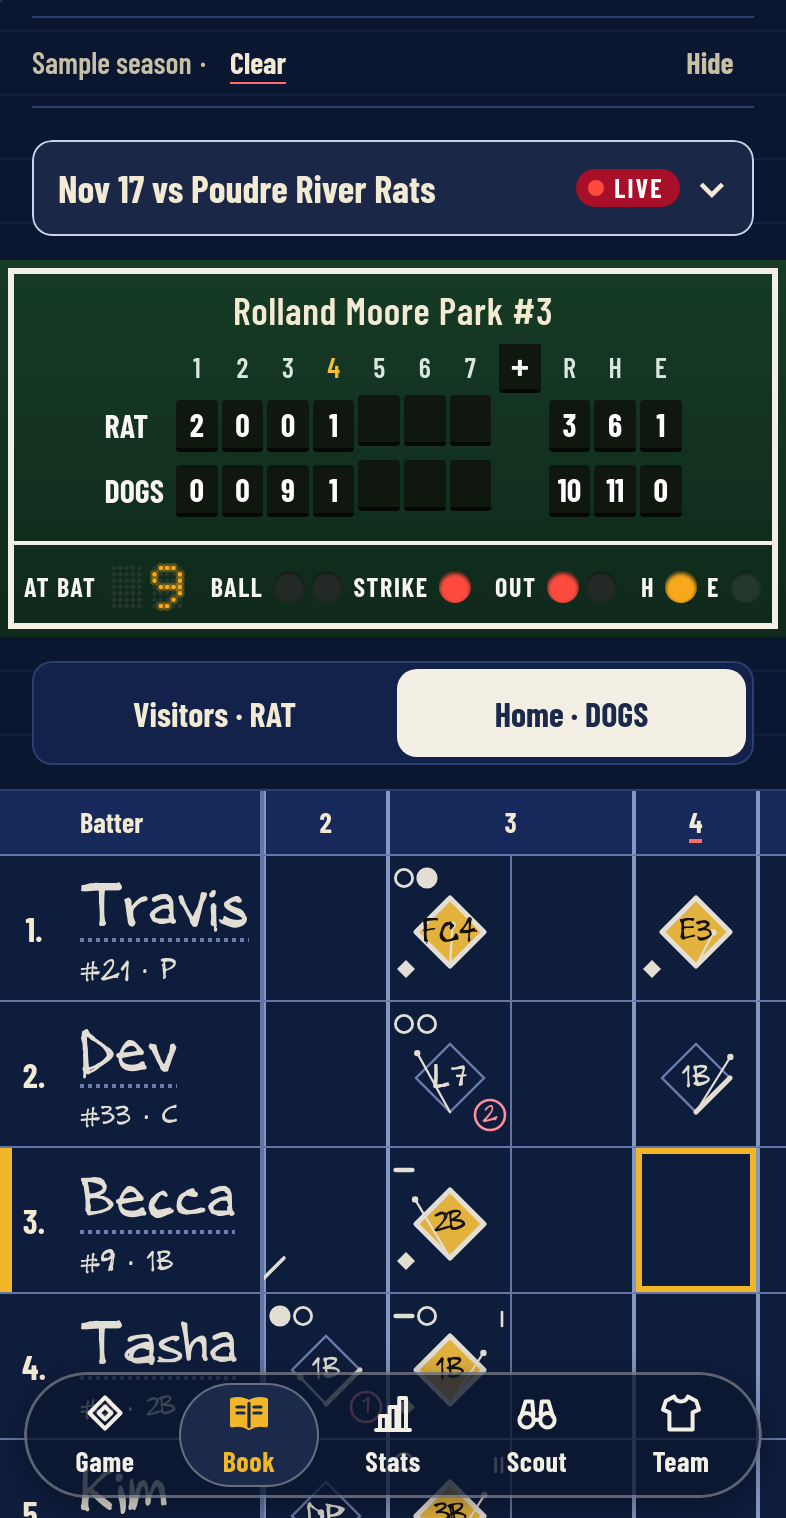 Sample season · Clear Hide
Nov 17 vs Poudre River Rats LIVE
Rolland Moore Park #3
1 2 3 4 5 6 7 + R H E
RAT 2 0 0 1 3 6 1
DOGS 0 0 9 1 10 11 0
AT BAT 9 BALL STRIKE OUT H E
Visitors · RAT Home · DOGS
Batter 2 3 4
1. Travis FC4 E3
#21 · P
2. Dev L7 1B
#33 · C 2
3. Becca 2B
#9 · 1B
4. Tasha 1B 1B
2B 1
Game Book Stats Scout Team
5. Kim DP 3B